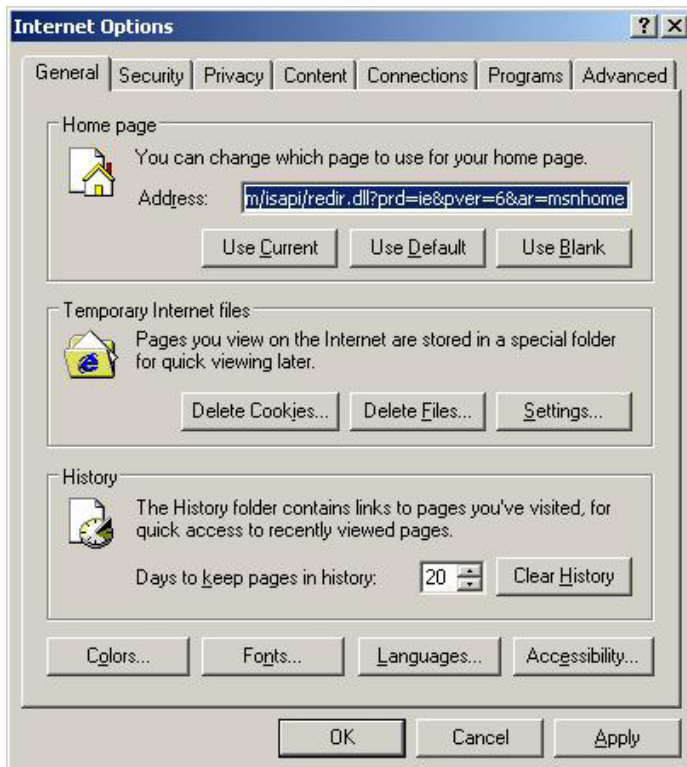 Internet Options
General Security Privacy Content Connections Programs Advanced
Home page
You can change which page to use for your home page.
Address: m/isapi/redir.dll?prd=ie&pver=6&ar=msnhome
Use Current Use Default Use Blank
Temporary Internet files
Pages you view on the Internet are stored in a special folder
for quick viewing later.
Delete Cookies... Delete Files... Settings...
History
The History folder contains links to pages you've visited, for
quick access to recently viewed pages.
Days to keep pages in history: 20 Clear History
Colors... Fonts... Languages... Accessibility...
OK Cancel Apply